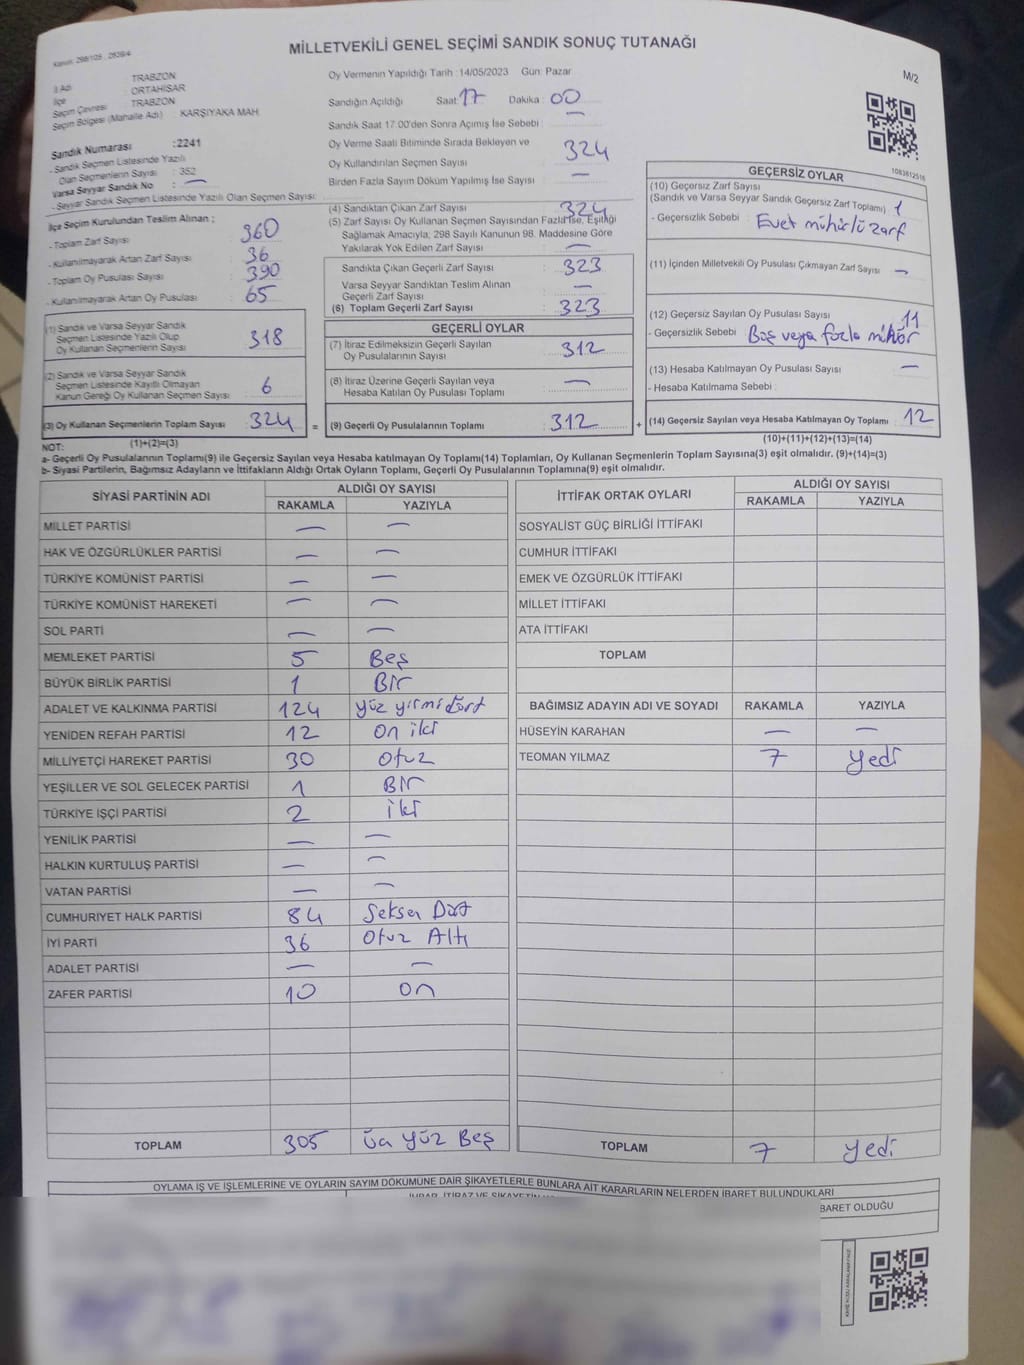 Kanun: 298/105, 2839/4
MİLLETVEKİLİ GENEL SEÇİMİ SANDIK SONUÇ TUTANAĞI
M/2
İl Adı : TRABZON
İlçe : ORTAHİSAR
Seçim Çevresi : TRABZON
Seçim Bölgesi (Mahalle Adı) : KARŞIYAKA MAH.
Oy Vermenin Yapıldığı Tarih :14/05/2023 Gün: Pazar
Sandığın Açıldığı Saat: 17 Dakika : 00
Sandık Saat 17:00'den Sonra Açımış İse Sebebi : —
Oy Verme Saati Bitiminde Sırada Bekleyen ve
Oy Kullandırılan Seçmen Sayısı : 324
Birden Fazla Sayım Döküm Yapılmış İse Sayısı : —
Sandık Numarası :2241
- Sandık Seçmen Listesinde Yazılı
Olan Seçmenlerin Sayısı : 352
Varsa Seyyar Sandık No : —
- Seyyar Sandık Seçmen Listesinde Yazılı Olan Seçmen Sayısı:
İlçe Seçim Kurulundan Teslim Alınan ;
- Toplam Zarf Sayısı : 360
- Kullanılmayarak Artan Zarf Sayısı : 36
- Toplam Oy Pusulası Sayısı : 390
- Kullanılmayarak Artan Oy Pusulası : 65
(1) Sandık ve Varsa Seyyar Sandık
Seçmen Listesinde Yazılı Olup
Oy Kullanan Seçmenlerin Sayısı : 318
(2) Sandık ve Varsa Seyyar Sandık
Seçmen Listesinde Kayıtlı Olmayan
Kanun Gereği Oy Kullanan Seçmen Sayısı : 6
(3) Oy Kullanan Seçmenlerin Toplam Sayısı : 324
(1)+(2)=(3)
(4) Sandıktan Çıkan Zarf Sayısı : 324
(5) Zarf Sayısı Oy Kullanan Seçmen Sayısından Fazla İse, Eşitliği
Sağlamak Amacıyla; 298 Sayılı Kanunun 98. Maddesine Göre
Yakılarak Yok Edilen Zarf Sayısı : —
Sandıkta Çıkan Geçerli Zarf Sayısı : 323
Varsa Seyyar Sandıktan Teslim Alınan
Geçerli Zarf Sayısı : —
(6) Toplam Geçerli Zarf Sayısı : 323
GEÇERLİ OYLAR
(7) İtiraz Edilmeksizin Geçerli Sayılan
Oy Pusulalarının Sayısı : 312
(8) İtiraz Üzerine Geçerli Sayılan veya
Hesaba Katılan Oy Pusulası Toplamı : —
= (9) Geçerli Oy Pusulalarının Toplamı : 312 +
1083612516
GEÇERSİZ OYLAR
(10) Geçersiz Zarf Sayısı
(Sandık ve Varsa Seyyar Sandık Geçersiz Zarf Toplamı) : 1
- Geçersizlik Sebebi : Evet mühürlü zarf
(11) İçinden Milletvekili Oy Pusulası Çıkmayan Zarf Sayısı : —
(12) Geçersiz Sayılan Oy Pusulası Sayısı : 11
- Geçersizlik Sebebi : Boş veya fazla mühür
(13) Hesaba Katılmayan Oy Pusulası Sayısı : —
- Hesaba Katılmama Sebebi :
(14) Geçersiz Sayılan veya Hesaba Katılmayan Oy Toplamı : 12
(10)+(11)+(12)+(13)=(14)
NOT:
a- Geçerli Oy Pusulalarının Toplamı(9) ile Geçersiz Sayılan veya Hesaba katılmayan Oy Toplamı(14) Toplamları, Oy Kullanan Seçmenlerin Toplam Sayısına(3) eşit olmalıdır. (9)+(14)=(3)
b- Siyasi Partilerin, Bağımsız Adayların ve İttifakların Aldığı Ortak Oyların Toplamı, Geçerli Oy Pusulalarının Toplamına(9) eşit olmalıdır.
SİYASİ PARTİNİN ADI ALDIĞI OY SAYISI
RAKAMLA YAZIYLA
MİLLET PARTİSİ — —
HAK VE ÖZGÜRLÜKLER PARTİSİ — —
TÜRKİYE KOMÜNİST PARTİSİ — —
TÜRKİYE KOMÜNİST HAREKETİ — —
SOL PARTİ — —
MEMLEKET PARTİSİ 5 Beş
BÜYÜK BİRLİK PARTİSİ 1 Bir
ADALET VE KALKINMA PARTİSİ 124 yüz yirmi dört
YENİDEN REFAH PARTİSİ 12 on iki
MİLLİYETÇİ HAREKET PARTİSİ 30 Otuz
YEŞİLLER VE SOL GELECEK PARTİSİ 1 Bir
TÜRKİYE İŞÇİ PARTİSİ 2 iki
YENİLİK PARTİSİ — —
HALKIN KURTULUŞ PARTİSİ — —
VATAN PARTİSİ — —
CUMHURİYET HALK PARTİSİ 84 Seksen Dört
İYİ PARTİ 36 Otuz Altı
ADALET PARTİSİ — —
ZAFER PARTİSİ 10 On
TOPLAM 305 Üç Yüz Beş
İTTİFAK ORTAK OYLARI ALDIĞI OY SAYISI
RAKAMLA YAZIYLA
SOSYALİST GÜÇ BİRLİĞİ İTTİFAKI
CUMHUR İTTİFAKI
EMEK VE ÖZGÜRLÜK İTTİFAKI
MİLLET İTTİFAKI
ATA İTTİFAKI
TOPLAM
BAĞIMSIZ ADAYIN ADI VE SOYADI RAKAMLA YAZIYLA
HÜSEYİN KARAHAN — —
TEOMAN YILMAZ 7 yedi
TOPLAM 7 yedi
OYLAMA İŞ VE İŞLEMLERİNE VE OYLARIN SAYIM DÖKÜMÜNE DAİR ŞİKAYETLERLE BUNLARA AİT KARARLARIN NELERDEN İBARET BULUNDUKLARI
İHBAR, İTİRAZ VE ŞİKAYETİN
BARET OLDUĞU